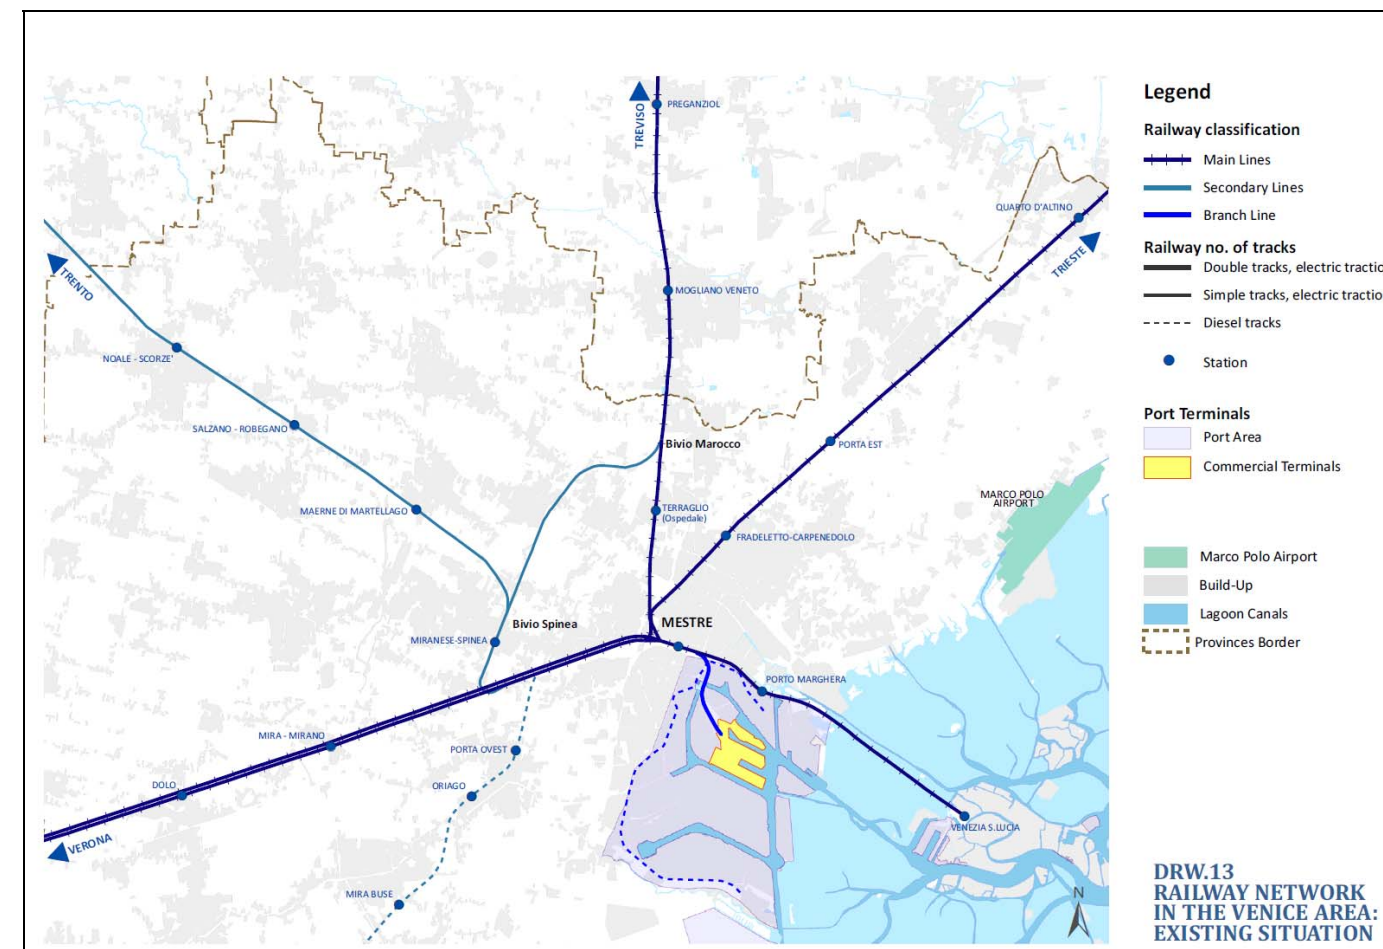 PREGANZIOL
TREVISO
QUARTO D'ALTINO
TRIESTE
TRENTO
MOGLIANO VENETO
NOALE - SCORZE'
SALZANO - ROBEGANO
Bivio Marocco
PORTA EST
MAERNE DI MARTELLAGO
TERRAGLIO
(Ospedale)
MARCO POLO
AIRPORT
FRADELETTO-CARPENEDOLO
Bivio Spinea
MESTRE
MIRANESE-SPINEA
PORTO MARGHERA
MIRA - MIRANO
PORTA OVEST
DOLO
ORIAGO
VERONA
VENEZIA S.LUCIA
MIRA BUSE
N
Legend
Railway classification
Main Lines
Secondary Lines
Branch Line
Railway no. of tracks
Double tracks, electric tractio
Simple tracks, electric tractio
Diesel tracks
Station
Port Terminals
Port Area
Commercial Terminals
Marco Polo Airport
Build-Up
Lagoon Canals
Provinces Border
DRW.13
RAILWAY NETWORK
IN THE VENICE AREA:
EXISTING SITUATION